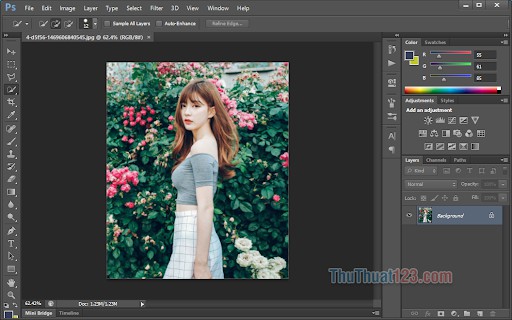 Ps File Edit Image Layer Type Select Filter 3D View Window Help
12 Sample All Layers Auto-Enhance Refine Edge...
4-d5f56-1469606840545.jpg @ 62.4% (RGB/8#) ×
Color Swatches
R 55
G 61
B 65
Adjustments Styles
Add an adjustment
Layers Channels Paths
Kind
Normal Opacity:
Lock: Fill:
Background
ThuThuat123.com
62.43% Doc: 1.23M/1.23M
Mini Bridge Timeline